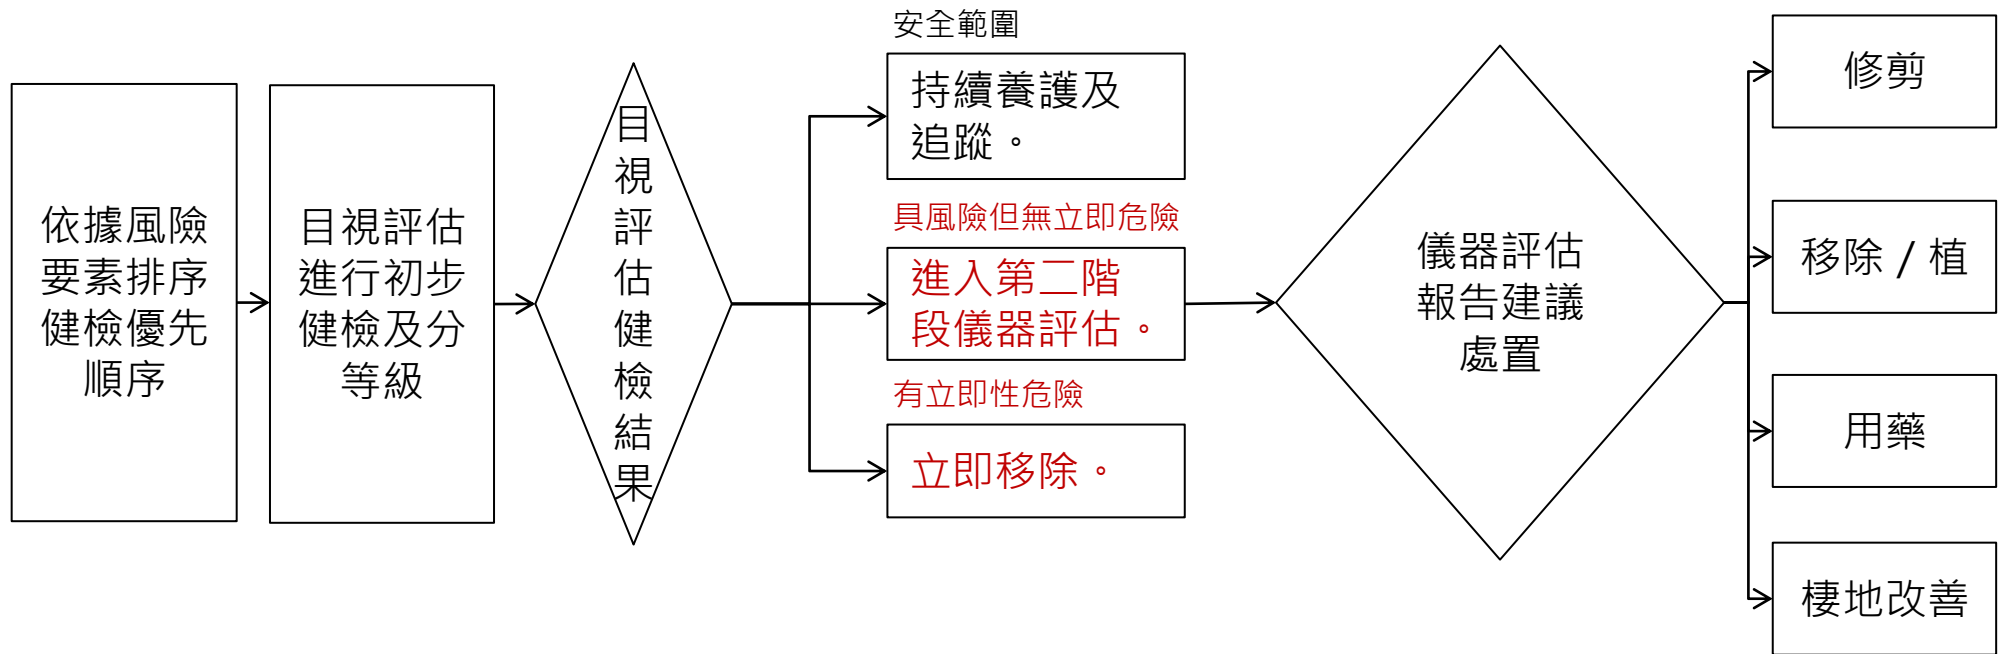 依據風險
要素排序
健檢優先
順序
目視評估
進行初步
健檢及分
等級
目視評估健檢結果
安全範圍
持續養護及
追蹤。
具風險但無立即危險
進入第二階
段儀器評估。
有立即性危險
立即移除。
儀器評估
報告建議
處置
修剪
移除/植
用藥
棲地改善